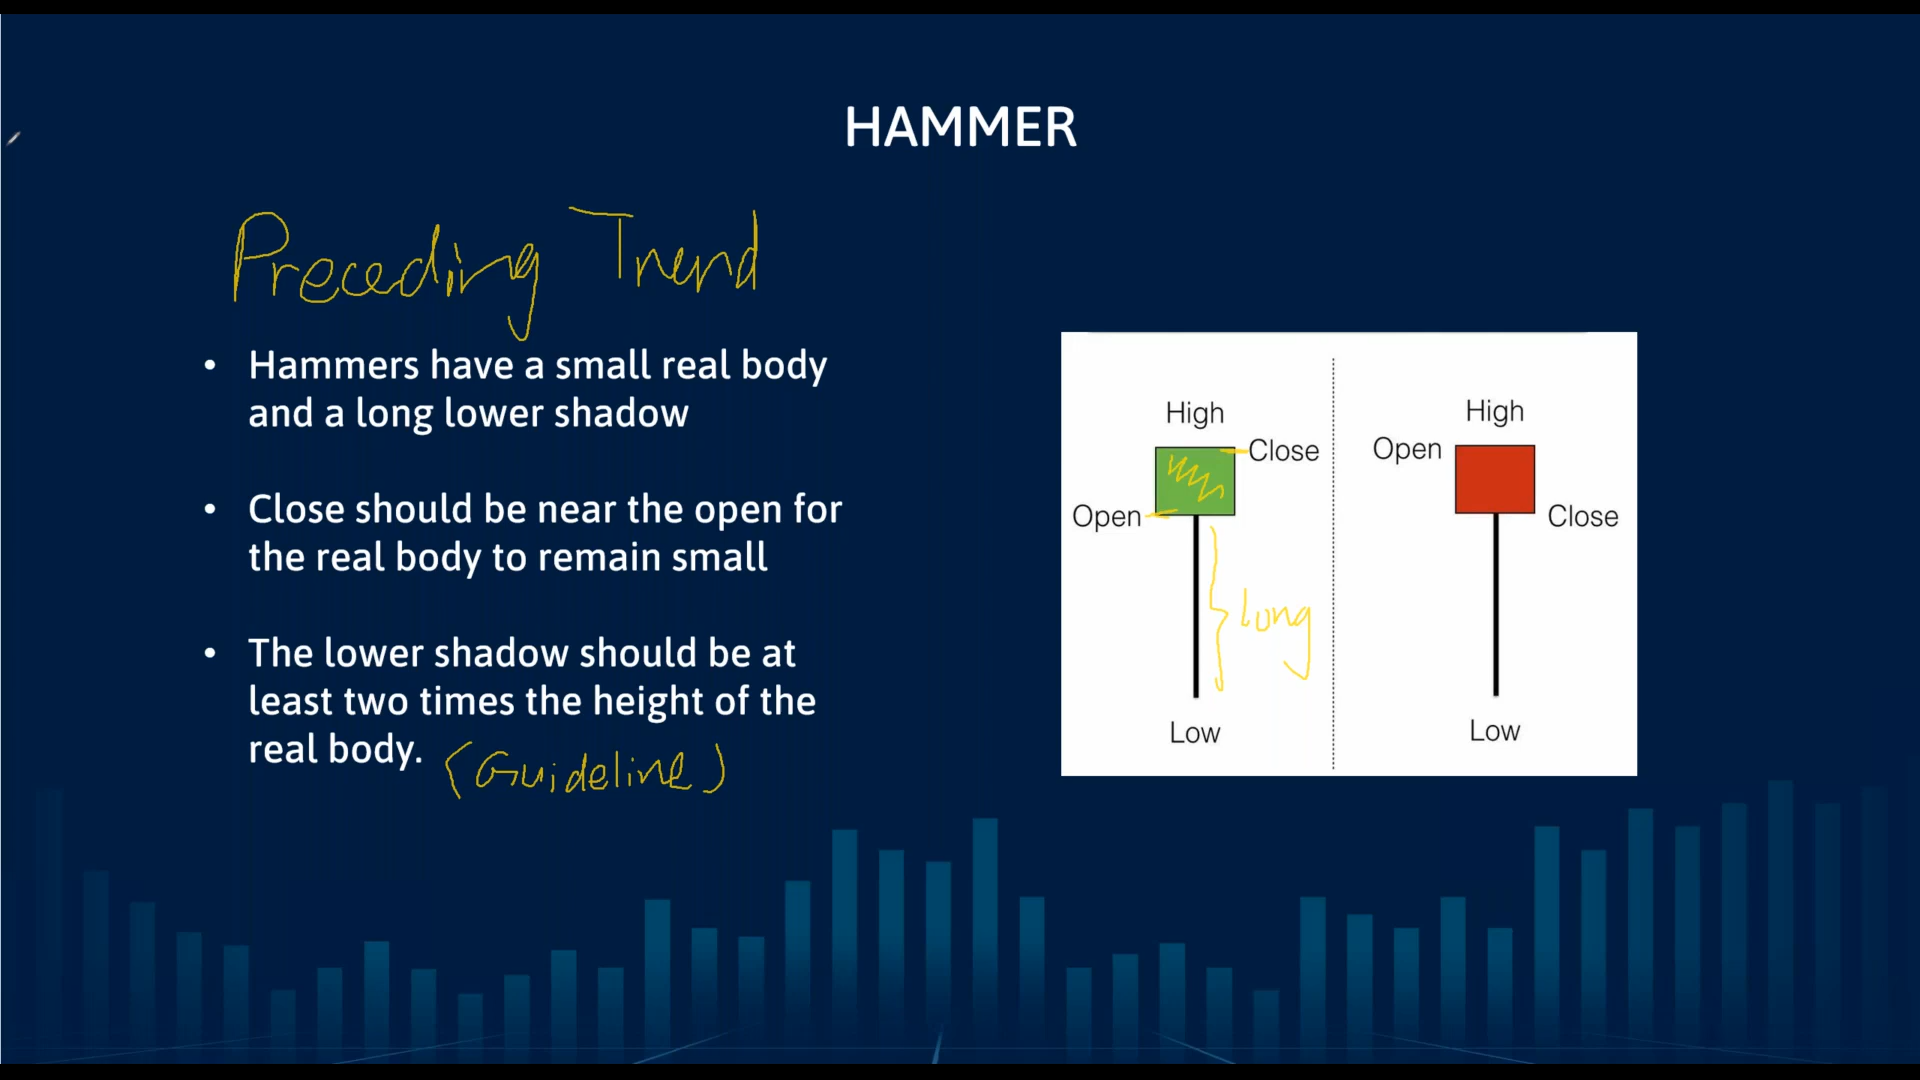 HAMMER
Preceding Trend
• Hammers have a small real body
and a long lower shadow
• Close should be near the open for
the real body to remain small
• The lower shadow should be at
least two times the height of the
real body. (Guideline)
High
Close
Open
Long
Low
High
Open
Close
Low